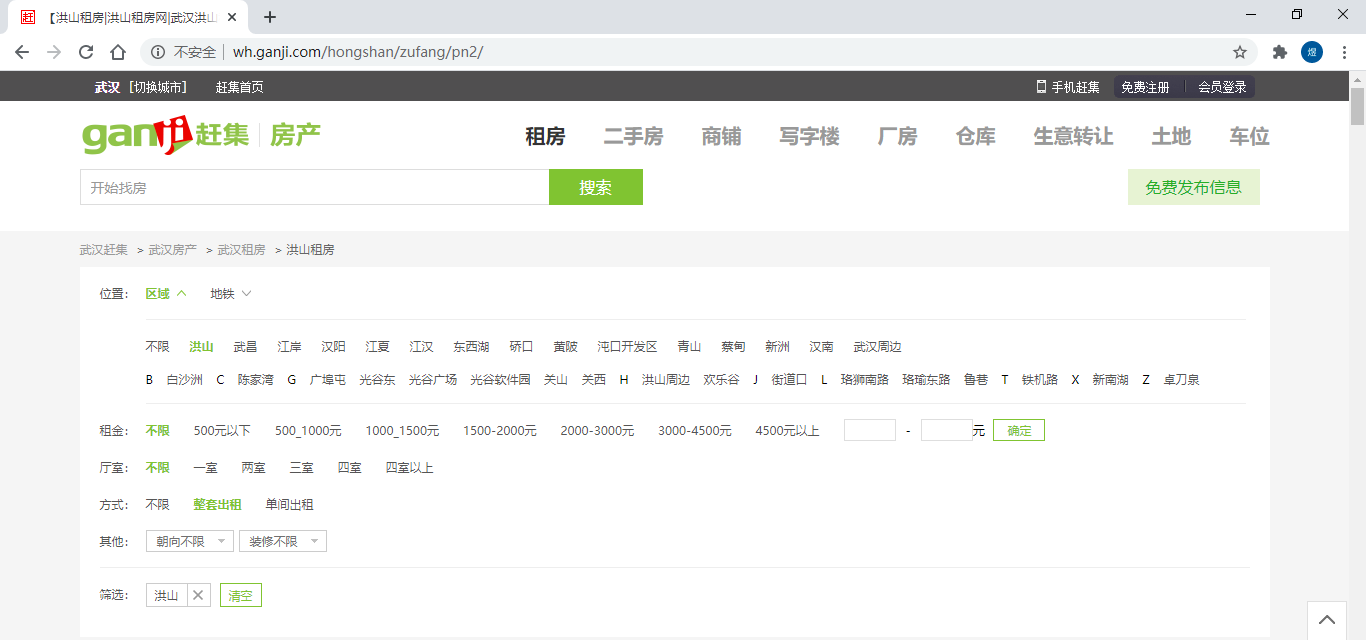 赶 【洪山租房|洪山租房网|武汉洪山
不安全 wh.ganji.com/hongshan/zufang/pn2/ 煜
武汉 [切换城市] 赶集首页 手机赶集 免费注册 会员登录
ganji 赶集 房产 租房 二手房 商铺 写字楼 厂房 仓库 生意转让 土地 车位
开始找房 搜索 免费发布信息
武汉赶集 > 武汉房产 > 武汉租房 > 洪山租房
位置: 区域 地铁
不限 洪山 武昌 江岸 汉阳 江夏 江汉 东西湖 硚口 黄陂 沌口开发区 青山 蔡甸 新洲 汉南 武汉周边
B 白沙洲 C 陈家湾 G 广埠屯 光谷东 光谷广场 光谷软件园 关山 关西 H 洪山周边 欢乐谷 J 街道口 L 珞狮南路 珞瑜东路 鲁巷 T 铁机路 X 新南湖 Z 卓刀泉
租金: 不限 500元以下 500_1000元 1000_1500元 1500-2000元 2000-3000元 3000-4500元 4500元以上 - 元 确定
厅室: 不限 一室 两室 三室 四室 四室以上
方式: 不限 整套出租 单间出租
其他: 朝向不限 装修不限
筛选: 洪山 清空